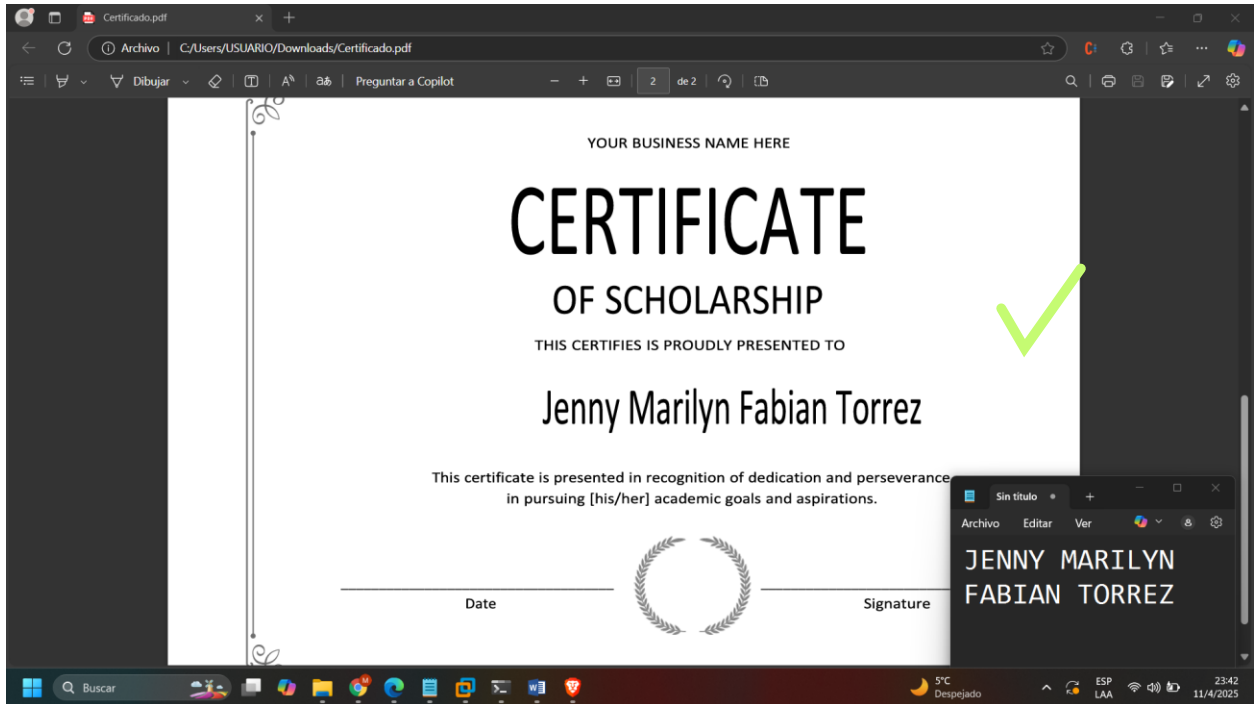 Certificado.pdf
Archivo | C:/Users/USUARIO/Downloads/Certificado.pdf
Dibujar
Preguntar a Copilot
2 de 2
YOUR BUSINESS NAME HERE
CERTIFICATE
OF SCHOLARSHIP
THIS CERTIFIES IS PROUDLY PRESENTED TO
Jenny Marilyn Fabian Torrez
This certificate is presented in recognition of dedication and perseverance
in pursuing [his/her] academic goals and aspirations.
Date
Signature
Sin titulo
Archivo Editar Ver
JENNY MARILYN
FABIAN TORREZ
Buscar
5°C
Despejado
ESP
LAA
23:42
11/4/2025